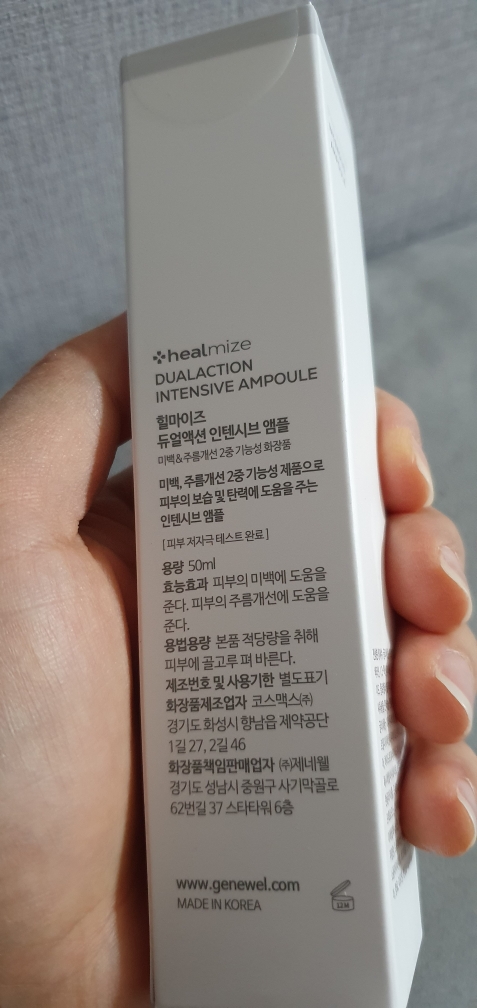 healmize
DUALACTION
INTENSIVE AMPOULE
힐마이즈
듀얼액션 인텐시브 앰플
미백&주름개선 2중 기능성 화장품
미백, 주름개선 2중 기능성 제품으로
피부의 보습 및 탄력에 도움을 주는
인텐시브 앰플
[ 피부 저자극 테스트 완료 ]
용량 50ml
효능효과 피부의 미백에 도움을
준다. 피부의 주름개선에 도움을
준다.
용법용량 본품 적당량을 취해
피부에 골고루 펴 바른다.
제조번호 및 사용기한 별도표기
화장품제조업자 코스맥스㈜
경기도 화성시 향남읍 제약공단
1길 27, 2길 46
화장품책임판매업자 ㈜제네웰
경기도 성남시 중원구 사기막골로
62번길 37 스타타워 6층
www.genewel.com
MADE IN KOREA
12M